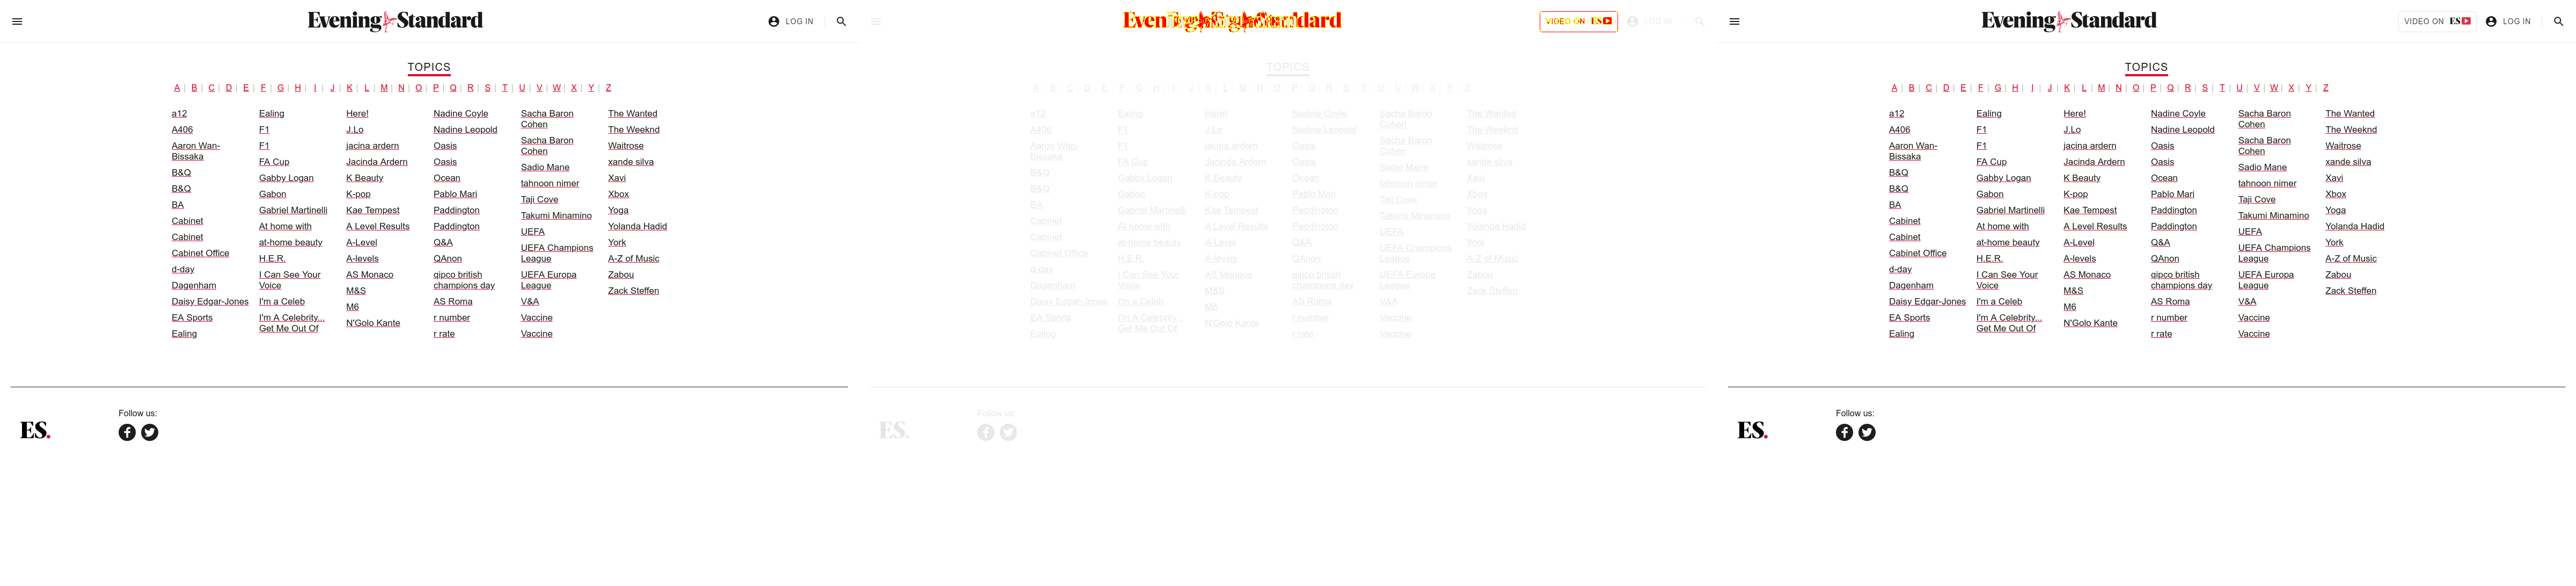 Evening Standard
LOG IN
TOPICS
A | B | C | D | E | F | G | H | I | J | K | L | M | N | O | P | Q | R | S | T | U | V | W | X | Y | Z
a12
A406
Aaron Wan-
Bissaka
B&Q
B&Q
BA
Cabinet
Cabinet
Cabinet Office
d-day
Dagenham
Daisy Edgar-Jones
EA Sports
Ealing
Ealing
F1
F1
FA Cup
Gabby Logan
Gabon
Gabriel Martinelli
At home with
at-home beauty
H.E.R.
I Can See Your
Voice
I'm a Celeb
I'm A Celebrity...
Get Me Out Of
Here!
J.Lo
jacina ardern
Jacinda Ardern
K Beauty
K-pop
Kae Tempest
A Level Results
A-Level
A-levels
AS Monaco
M&S
M6
N'Golo Kante
Nadine Coyle
Nadine Leopold
Oasis
Oasis
Ocean
Pablo Mari
Paddington
Paddington
Q&A
QAnon
qipco british
champions day
AS Roma
r number
r rate
Sacha Baron
Cohen
Sacha Baron
Cohen
Sadio Mane
tahnoon nimer
Taji Cove
Takumi Minamino
UEFA
UEFA Champions
League
UEFA Europa
League
V&A
Vaccine
Vaccine
The Wanted
The Weeknd
Waitrose
xande silva
Xavi
Xbox
Yoga
Yolanda Hadid
York
A-Z of Music
Zabou
Zack Steffen
ES.
Follow us:
VIDEO ON ES
LOG IN
TOPICS
A | B | C | D | E | F | G | H | I | J | K | L | M | N | O | P | Q | R | S | T | U | V | W | X | Y | Z
a12
A406
Aaron Wan-
Bissaka
B&Q
B&Q
BA
Cabinet
Cabinet
Cabinet Office
d-day
Dagenham
Daisy Edgar-Jones
EA Sports
Ealing
Ealing
F1
F1
FA Cup
Gabby Logan
Gabon
Gabriel Martinelli
At home with
at-home beauty
H.E.R.
I Can See Your
Voice
I'm a Celeb
I'm A Celebrity...
Get Me Out Of
Here!
J.Lo
jacina ardern
Jacinda Ardern
K Beauty
K-pop
Kae Tempest
A Level Results
A-Level
A-levels
AS Monaco
M&S
M6
N'Golo Kante
Nadine Coyle
Nadine Leopold
Oasis
Oasis
Ocean
Pablo Mari
Paddington
Paddington
Q&A
QAnon
qipco british
champions day
AS Roma
r number
r rate
Sacha Baron
Cohen
Sacha Baron
Cohen
Sadio Mane
tahnoon nimer
Taji Cove
Takumi Minamino
UEFA
UEFA Champions
League
UEFA Europa
League
V&A
Vaccine
Vaccine
The Wanted
The Weeknd
Waitrose
xande silva
Xavi
Xbox
Yoga
Yolanda Hadid
York
A-Z of Music
Zabou
Zack Steffen
ES.
Follow us:
Evening Standard
VIDEO ON ES
LOG IN
TOPICS
A | B | C | D | E | F | G | H | I | J | K | L | M | N | O | P | Q | R | S | T | U | V | W | X | Y | Z
a12
A406
Aaron Wan-
Bissaka
B&Q
B&Q
BA
Cabinet
Cabinet
Cabinet Office
d-day
Dagenham
Daisy Edgar-Jones
EA Sports
Ealing
Ealing
F1
F1
FA Cup
Gabby Logan
Gabon
Gabriel Martinelli
At home with
at-home beauty
H.E.R.
I Can See Your
Voice
I'm a Celeb
I'm A Celebrity...
Get Me Out Of
Here!
J.Lo
jacina ardern
Jacinda Ardern
K Beauty
K-pop
Kae Tempest
A Level Results
A-Level
A-levels
AS Monaco
M&S
M6
N'Golo Kante
Nadine Coyle
Nadine Leopold
Oasis
Oasis
Ocean
Pablo Mari
Paddington
Paddington
Q&A
QAnon
qipco british
champions day
AS Roma
r number
r rate
Sacha Baron
Cohen
Sacha Baron
Cohen
Sadio Mane
tahnoon nimer
Taji Cove
Takumi Minamino
UEFA
UEFA Champions
League
UEFA Europa
League
V&A
Vaccine
Vaccine
The Wanted
The Weeknd
Waitrose
xande silva
Xavi
Xbox
Yoga
Yolanda Hadid
York
A-Z of Music
Zabou
Zack Steffen
ES.
Follow us: